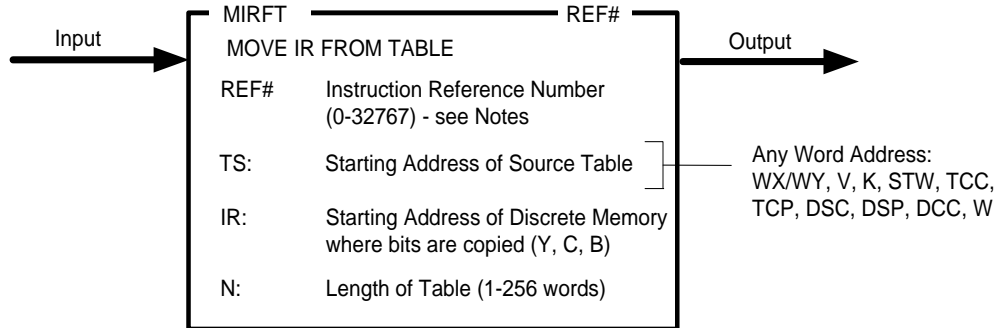 MIRFT REF#
Input
MOVE IR FROM TABLE
Output
REF# Instruction Reference Number
(0-32767) - see Notes
TS: Starting Address of Source Table
Any Word Address:
WX/WY, V, K, STW, TCC,
TCP, DSC, DSP, DCC, W
IR: Starting Address of Discrete Memory
where bits are copied (Y, C, B)
N: Length of Table (1-256 words)